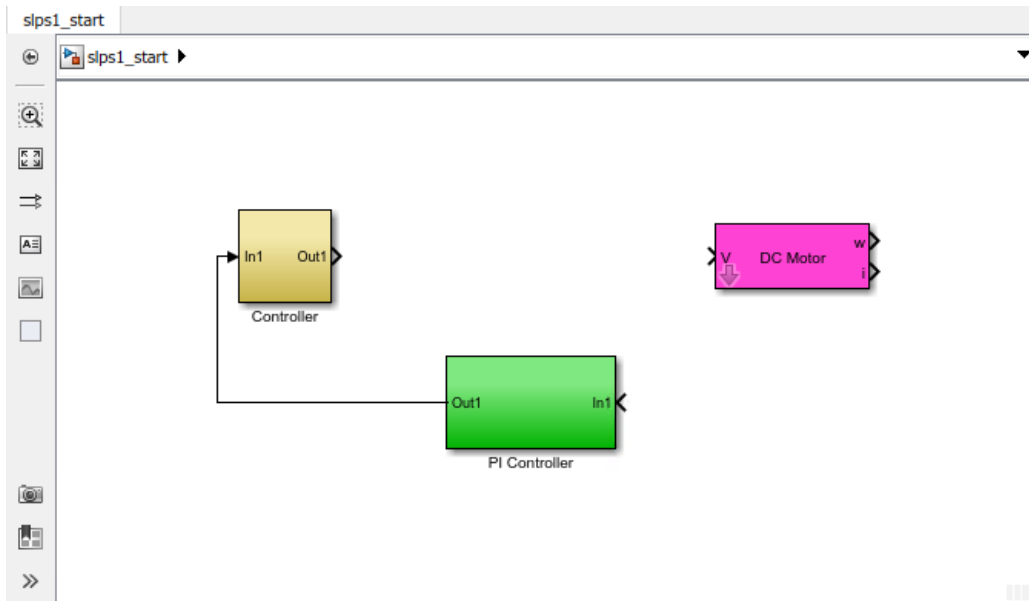 slps1_start
slps1_start
In1 Out1
Controller
V DC Motor w
i
Out1 In1
PI Controller